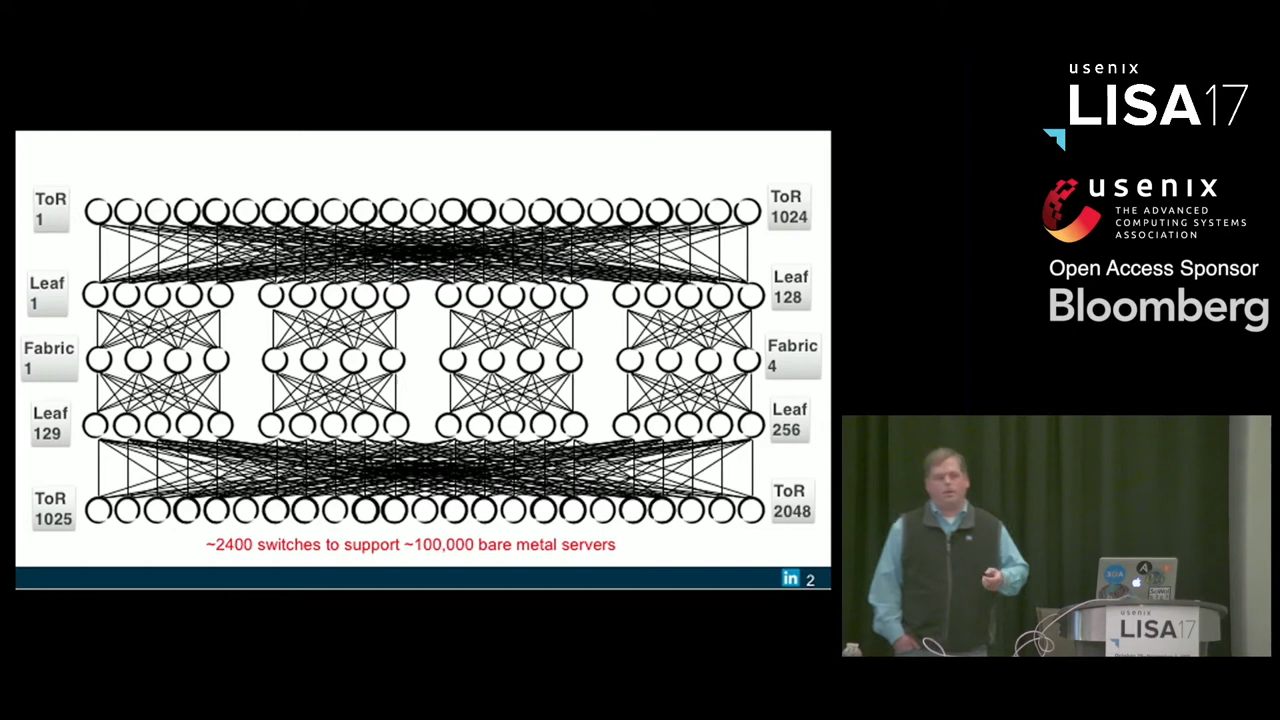 ToR
1
ToR
1024
Leaf
1
Leaf
128
Fabric
1
Fabric
4
Leaf
129
Leaf
256
ToR
1025
ToR
2048
~2400 switches to support ~100,000 bare metal servers
in 2
usenix
LISA17
usenix
THE ADVANCED
COMPUTING SYSTEMS
ASSOCIATION
Open Access Sponsor
Bloomberg
usenix
LISA17